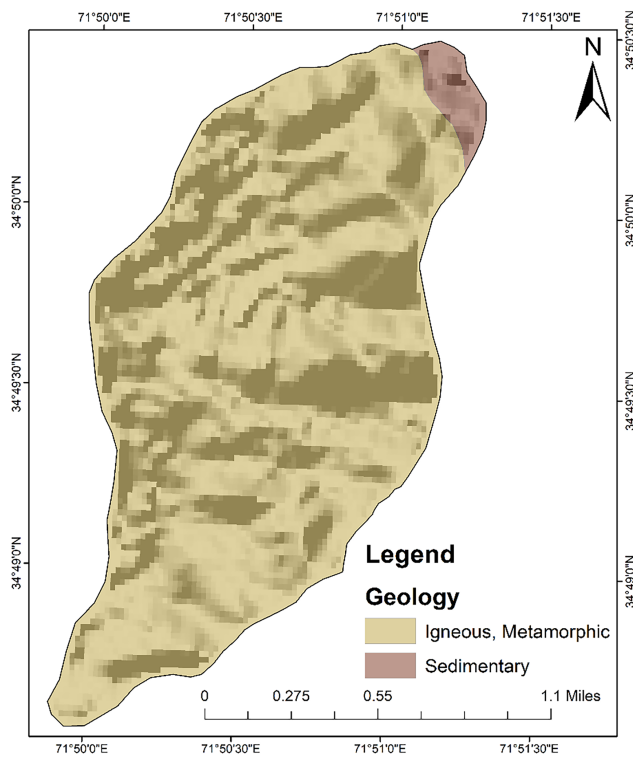 71°50'0"E 71°50'30"E 71°51'0"E 71°51'30"E
34°50'30"N
N
34°50'0"N
34°50'0"N
34°49'30"N
34°49'30"N
34°49'0"N
34°49'0"N
Legend
Geology
Igneous, Metamorphic
Sedimentary
0 0.275 0.55 1.1 Miles
71°50'0"E 71°50'30"E 71°51'0"E 71°51'30"E